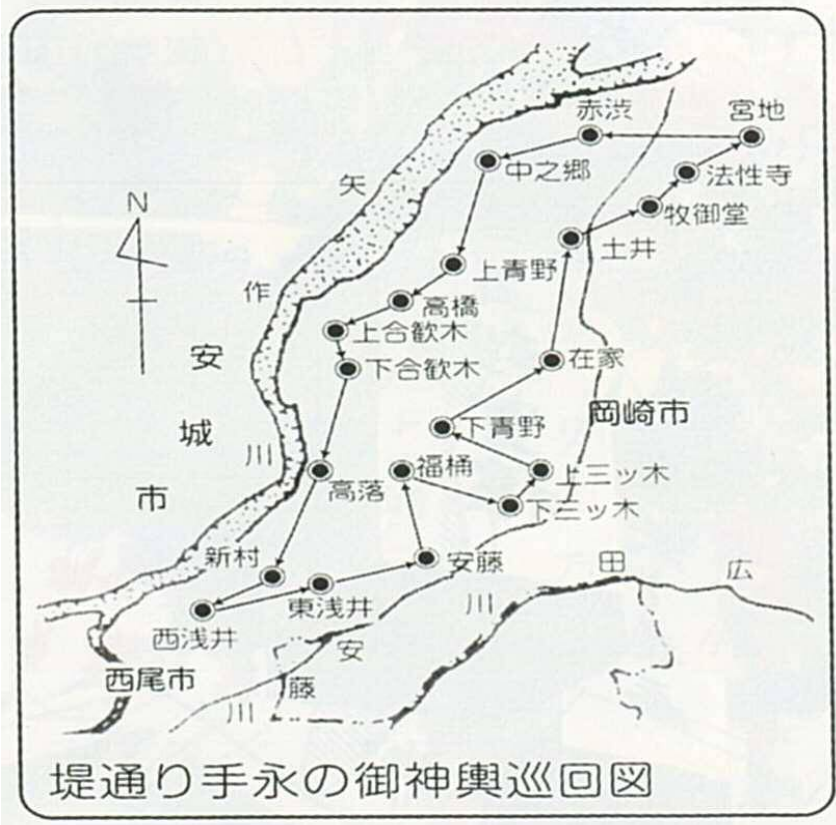 赤渋
宮地
中之郷
法性寺
矢
牧御堂
N
土井
上青野
作
高橋
上合歓木
安
下合歓木
在家
岡崎市
城
下青野
川
福桶
上三ッ木
高落
市
下三ッ木
新村
安藤
田
広
東浅井
川
西浅井
安
西尾市
藤
川
堤通り手永の御神輿巡回図